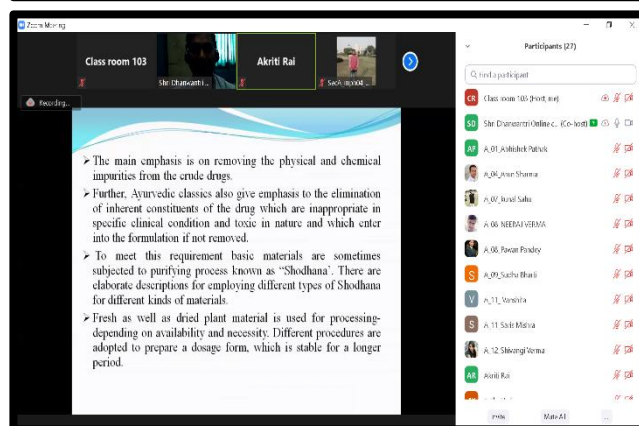 Zoom Meeting
Participants (27)
Class room 103
Shri Dhanvantri...
Akriti Rai
SecA_mph04...
Find a participant
Recording...
CR Class room 103 (Host, me)
SO Shri Dhanvantri Online c... (Co-host)
➢ The main emphasis is on removing the physical and chemical
impurities from the crude drugs.
➢ Further, Ayurvedic classics also give emphasis to the elimination
of inherent constituents of the drug which are inappropriate in
specific clinical condition and toxic in nature and which enter
into the formulation if not removed.
➢ To meet this requirement basic materials are sometimes
subjected to purifying process known as “Shodhana’. There are
elaborate descriptions for employing different types of Shodhana
for different kinds of materials.
➢ Fresh as well as dried plant material is used for processing-
depending on availability and necessity. Different procedures are
adopted to prepare a dosage form, which is stable for a longer
period.
AP A_01_Abhishek Pathak
A_04_Arun Sharma
A_07_Kunal Sahu
A_06 NEERAJ VERMA
A_08 Pawan Pandey
S A_09_Sudha Bharti
V A_11_ Vanshita
S A_11 Saris Mishra
A_12_Shivangi Verma
AR Akriti Rai
Invite
Mute All
...